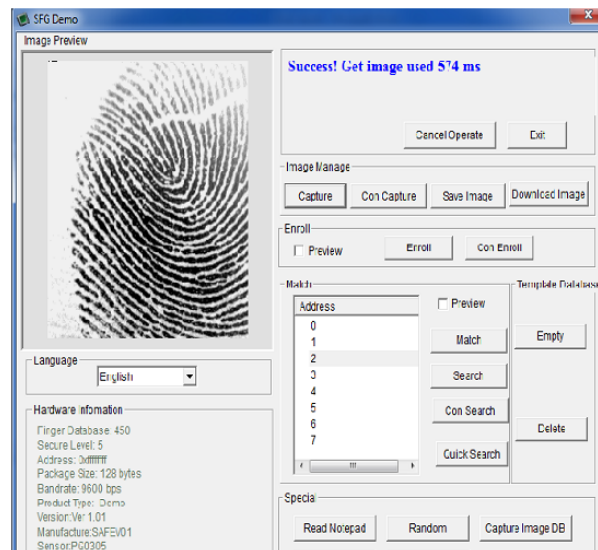 SFG Demo
Image Preview
Success! Get image used 574 ms
Cancel Operate
Exit
Image Manage
Capture
Con Capture
Save Image
Download Image
Enroll
Preview
Enroll
Con Enroll
Match
Template Database
Address
0
1
2
3
4
5
6
7
Preview
Match
Search
Con Search
Quick Search
Empty
Delete
Language
English
Hardware Infomation
Finger Database: 450
Secure Level: 5
Address: 0xffffffff
Package Size: 128 bytes
Bandrate: 9600 bps
Product Type: Demo
Version:Ver 1.01
Manufacture:SAFEV01
Sensor:PG0305
Special
Read Notepad
Random
Capture Image DB